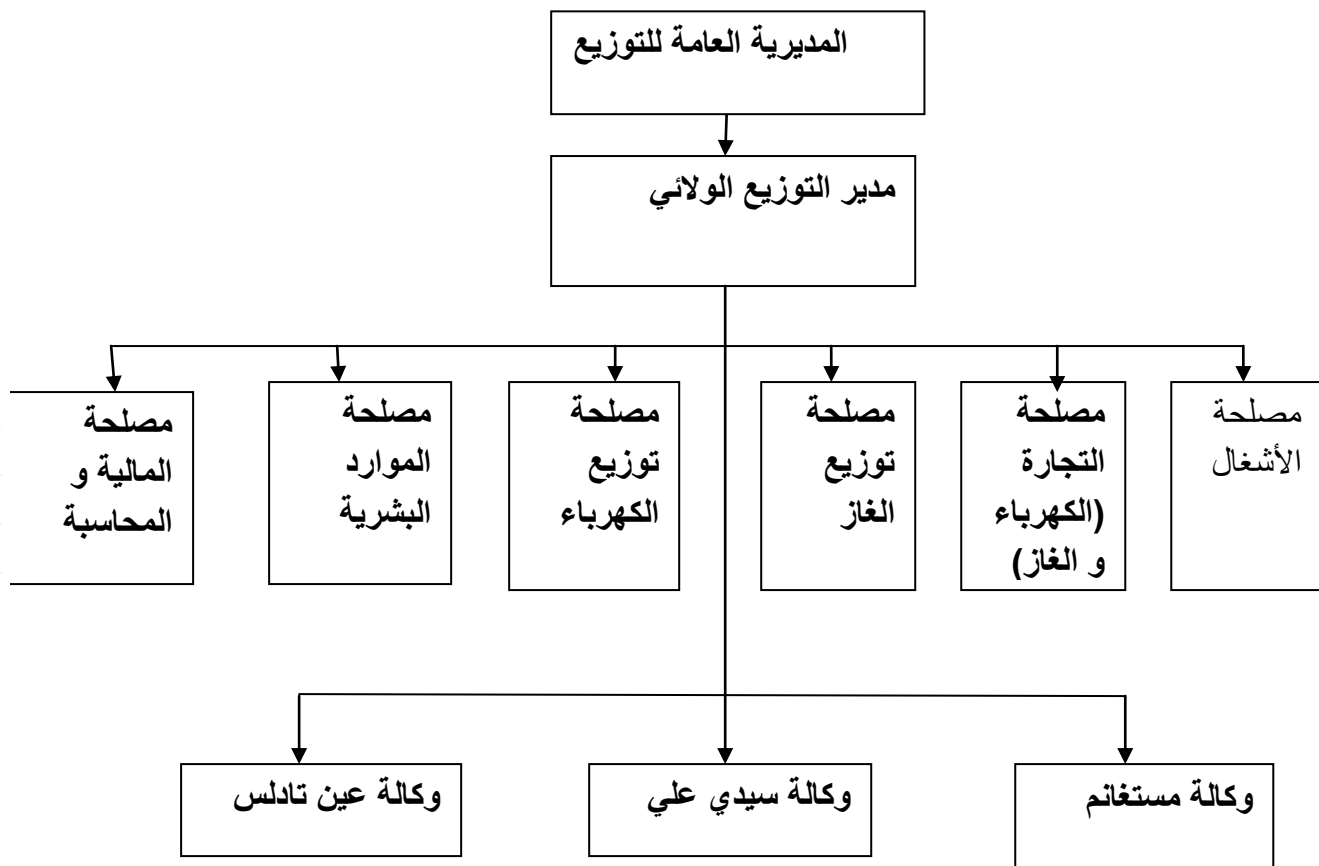 المديرية العامة للتوزيع
مدير التوزيع الولائي
مصلحة
الأشغال
مصلحة
التجارة
(الكهرباء
و الغاز)
مصلحة
توزيع
الغاز
مصلحة
توزيع
الكهرباء
مصلحة
الموارد
البشرية
مصلحة
المالية و
المحاسبة
وكالة مستغانم
وكالة سيدي علي
وكالة عين تادلس